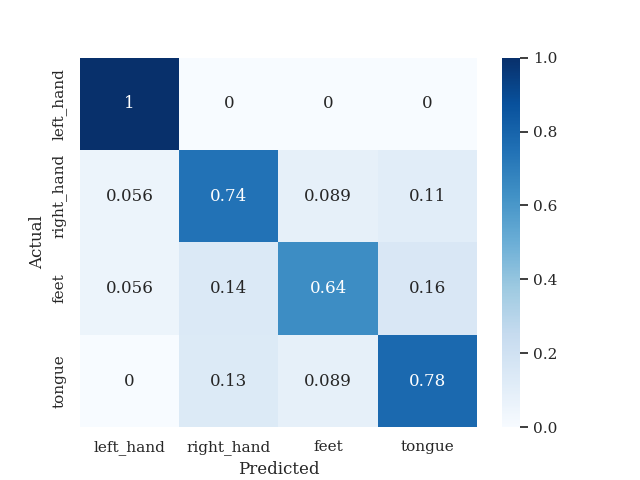 left_hand 1 0 0 0
right_hand 0.056 0.74 0.089 0.11
feet 0.056 0.14 0.64 0.16
tongue 0 0.13 0.089 0.78
left_hand right_hand feet tongue
Predicted
Actual
1.0
0.8
0.6
0.4
0.2
0.0